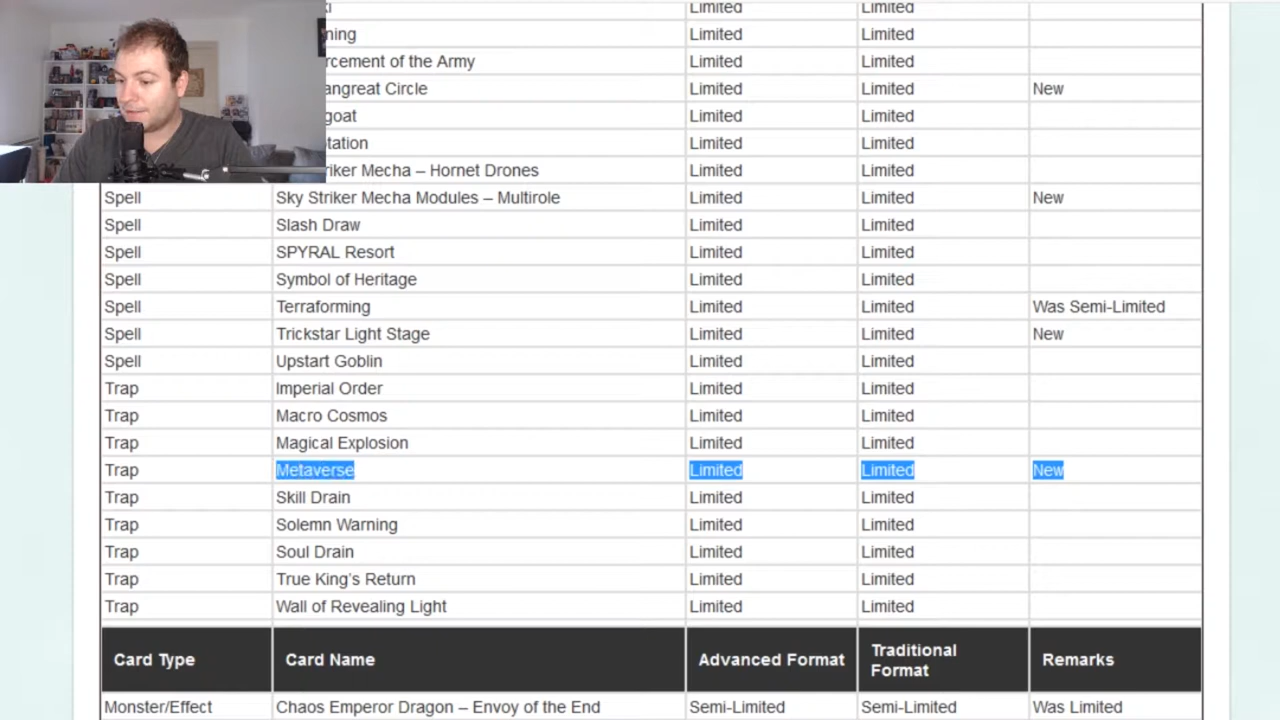 Limited Limited
ning Limited Limited
rcement of the Army Limited Limited
angreat Circle Limited Limited New
goat Limited Limited
tation Limited Limited
riker Mecha – Hornet Drones Limited Limited
Spell Sky Striker Mecha Modules – Multirole Limited Limited New
Spell Slash Draw Limited Limited
Spell SPYRAL Resort Limited Limited
Spell Symbol of Heritage Limited Limited
Spell Terraforming Limited Limited Was Semi-Limited
Spell Trickstar Light Stage Limited Limited New
Spell Upstart Goblin Limited Limited
Trap Imperial Order Limited Limited
Trap Macro Cosmos Limited Limited
Trap Magical Explosion Limited Limited
Trap Metaverse Limited Limited New
Trap Skill Drain Limited Limited
Trap Solemn Warning Limited Limited
Trap Soul Drain Limited Limited
Trap True King's Return Limited Limited
Trap Wall of Revealing Light Limited Limited
Card Type Card Name Advanced Format Traditional Format Remarks
Monster/Effect Chaos Emperor Dragon – Envoy of the End Semi-Limited Semi-Limited Was Limited